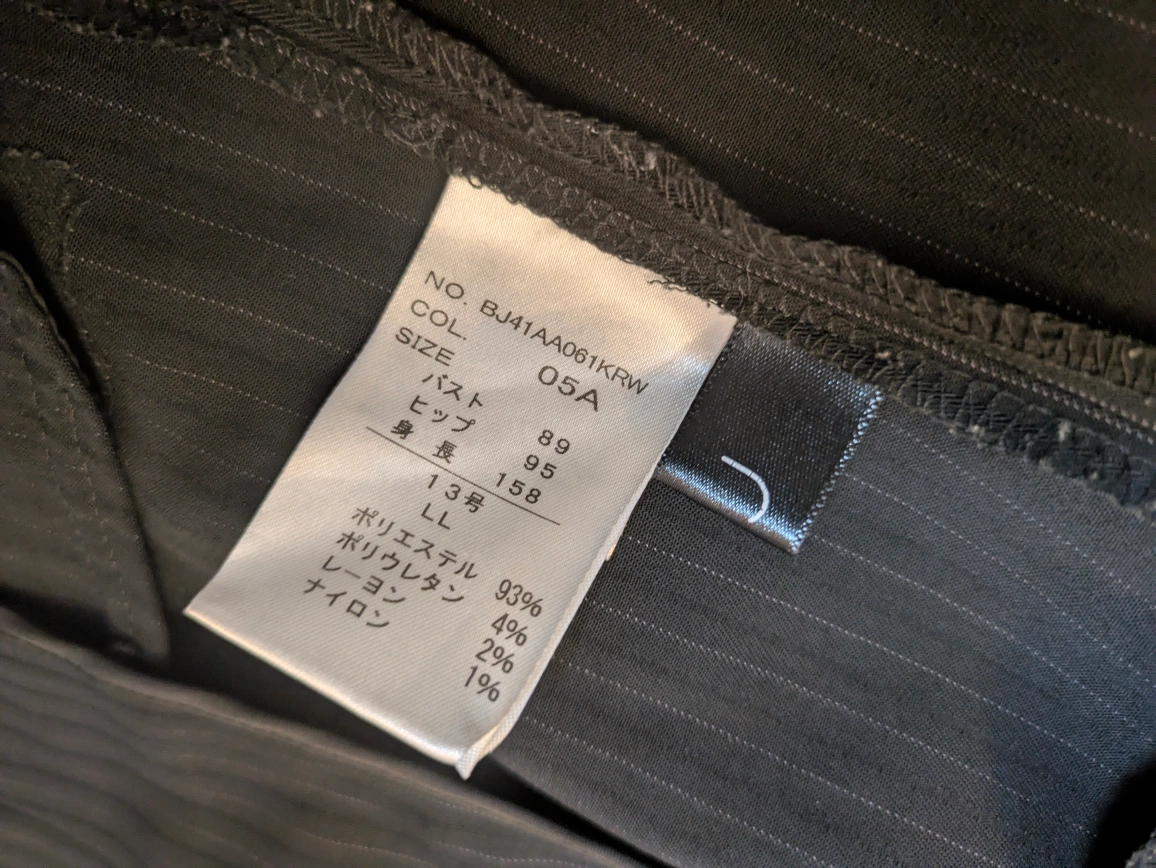 NO. BJ41AA061KRW
COL. 05A
SIZE
バスト 89
ヒップ 95
身長 158
13号
LL
ポリエステル 93%
ポリウレタン 4%
レーヨン 2%
ナイロン 1%